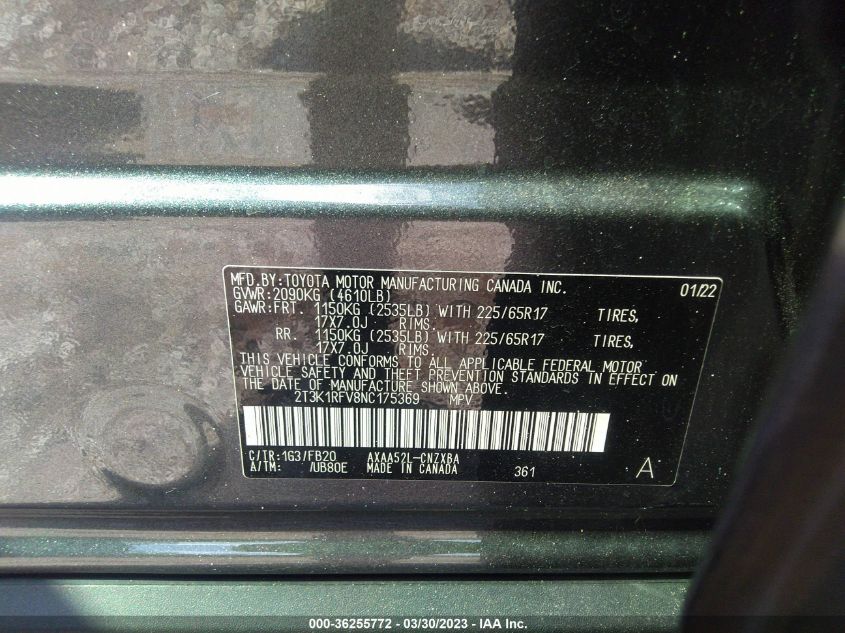 MFD.BY:TOYOTA MOTOR MANUFACTURING CANADA INC. 01/22
GVWR:2090KG (4610LB)
GAWR:FRT. 1150KG (2535LB) WITH 225/65R17 TIRES,
17X7.0J RIMS.
RR. 1150KG (2535LB) WITH 225/65R17 TIRES,
17X7.0J RIMS.
THIS VEHICLE CONFORMS TO ALL APPLICABLE FEDERAL MOTOR
VEHICLE SAFETY AND THEFT PREVENTION STANDARDS IN EFFECT ON
THE DATE OF MANUFACTURE SHOWN ABOVE.
2T3K1RFV8NC175369 MPV
C/TR:1G3/FB20 AXAA52L-CNZXBA
A/TM: /UB80E MADE IN CANADA 361 A
000-36255772 - 03/30/2023 - IAA Inc.